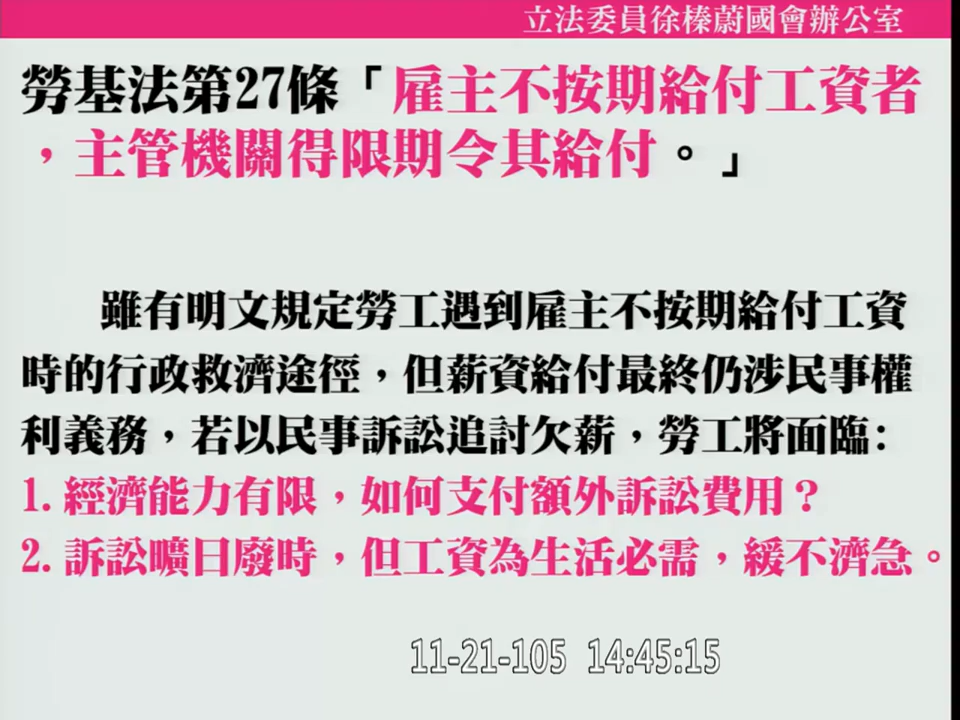 立法委員徐榛蔚國會辦公室
勞基法第27條「雇主不按期給付工資者
，主管機關得限期令其給付。」
雖有明文規定勞工遇到雇主不按期給付工資
時的行政救濟途徑，但薪資給付最終仍涉民事權
利義務，若以民事訴訟追討欠薪，勞工將面臨：
1. 經濟能力有限，如何支付額外訴訟費用？
2. 訴訟曠日廢時，但工資為生活必需，緩不濟急。
11-21-105 14:45:15